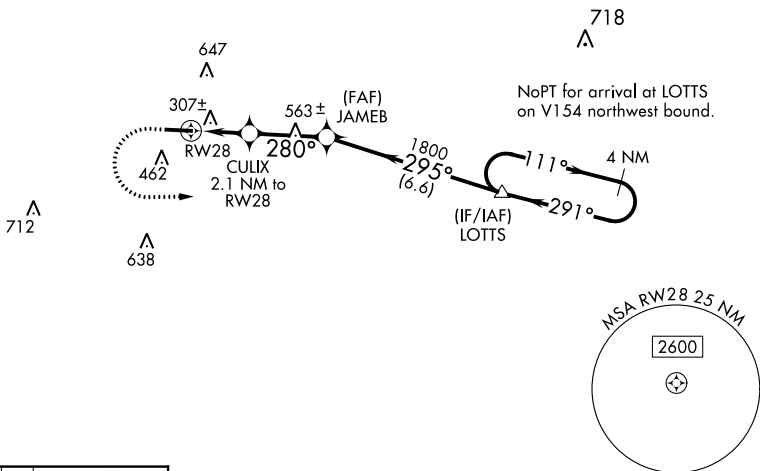 718
647
NoPT for arrival at LOTTS
on V154 northwest bound.
(FAF)
JAMEB
307±
563±
1800
295°
(6.6)
111°
4 NM
280°
RW28
CULIX
2.1 NM to
RW28
462
291°
(IF/IAF)
LOTTS
712
638
MSA RW28 25 NM
2600